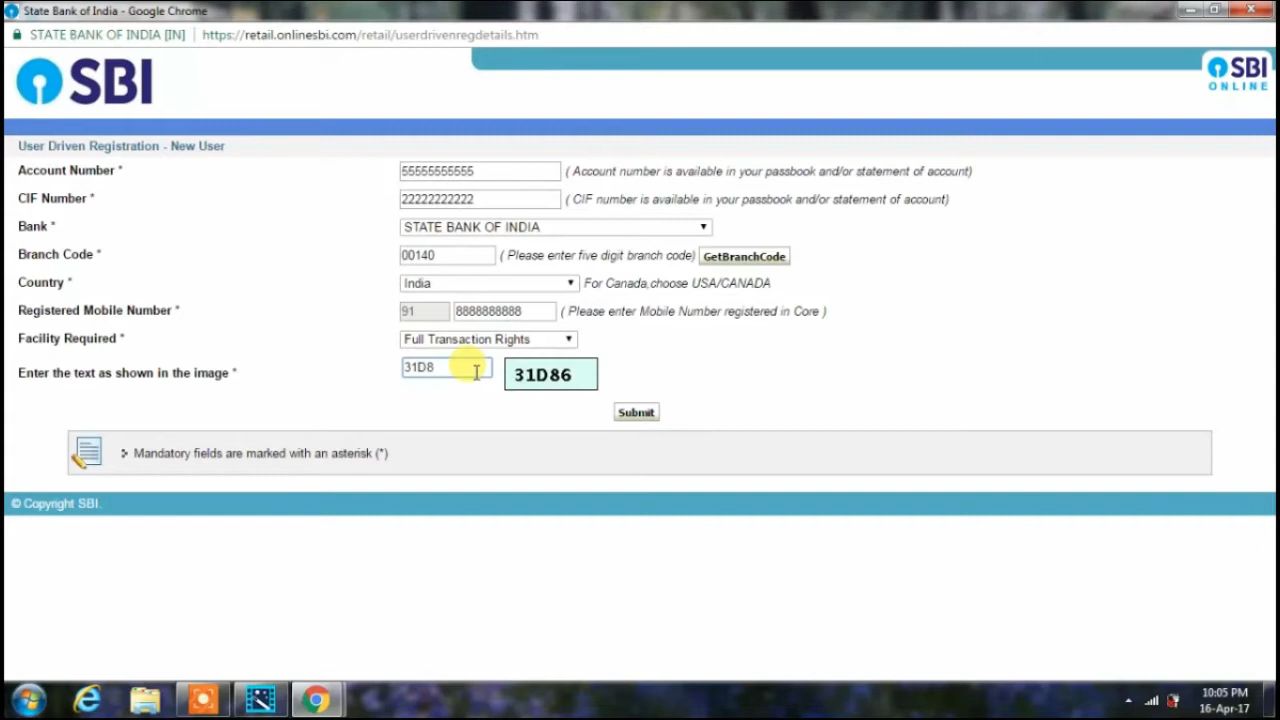 State Bank of India - Google Chrome
STATE BANK OF INDIA [IN] https://retail.onlinesbi.com/retail/userdrivenregdetails.htm
SBI
SBI
ONLINE
User Driven Registration - New User
Account Number * 55555555555 ( Account number is available in your passbook and/or statement of account)
CIF Number * 22222222222 ( CIF number is available in your passbook and/or statement of account)
Bank * STATE BANK OF INDIA
Branch Code * 00140 ( Please enter five digit branch code) GetBranchCode
Country * India For Canada,choose USA/CANADA
Registered Mobile Number * 91 8888888888 ( Please enter Mobile Number registered in Core )
Facility Required * Full Transaction Rights
Enter the text as shown in the image * 31D8 31D86
Submit
Mandatory fields are marked with an asterisk (*)
© Copyright SBI.
10:05 PM
16-Apr-17